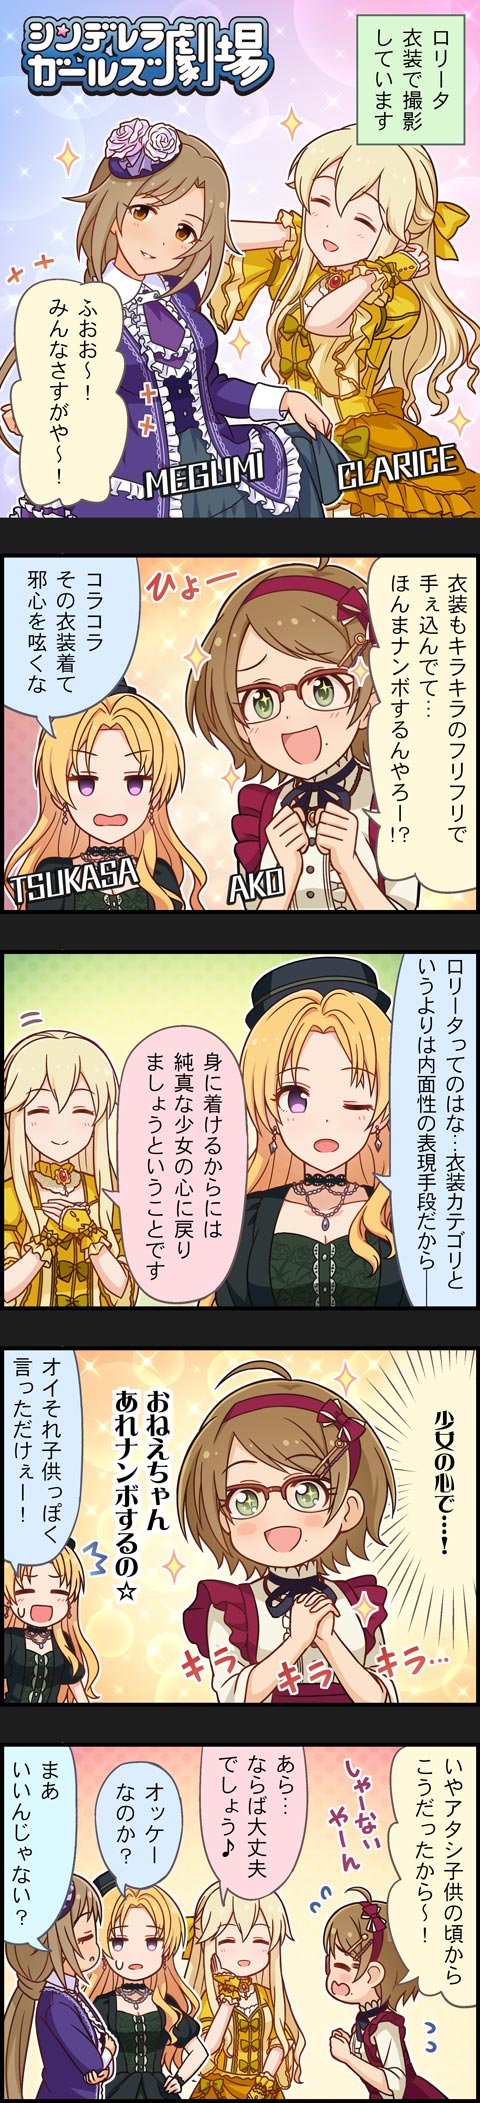 シンデレラ
ガールズ劇場
ロリータ
衣装で撮影
しています
ふおお～！
みんなさすがや～！
MEGUMI
CLARICE
衣装もキラキラのフリフリで
手ぇ込んでて…
ほんまナンボするんやろー!?
ひょー
コラコラ
その衣装着て
邪心を呟くな
TSUKASA
AKO
ロリータってのはな…衣装カテゴリと
いうよりは内面性の表現手段だから――
身に着けるからには
純真な少女の心に戻り
ましょうということです
少女の心で…！
おねえちゃん
あれナンボするの☆
キラ
キラ
キラ…
オイそれ子供っぽく
言っただけぇー！
いやアタシ子供の頃から
こうだったから～！
しゃーない
やーん
あら…
ならば大丈夫
でしょう♪
オッケー
なのか？
まあ
いいんじゃない？